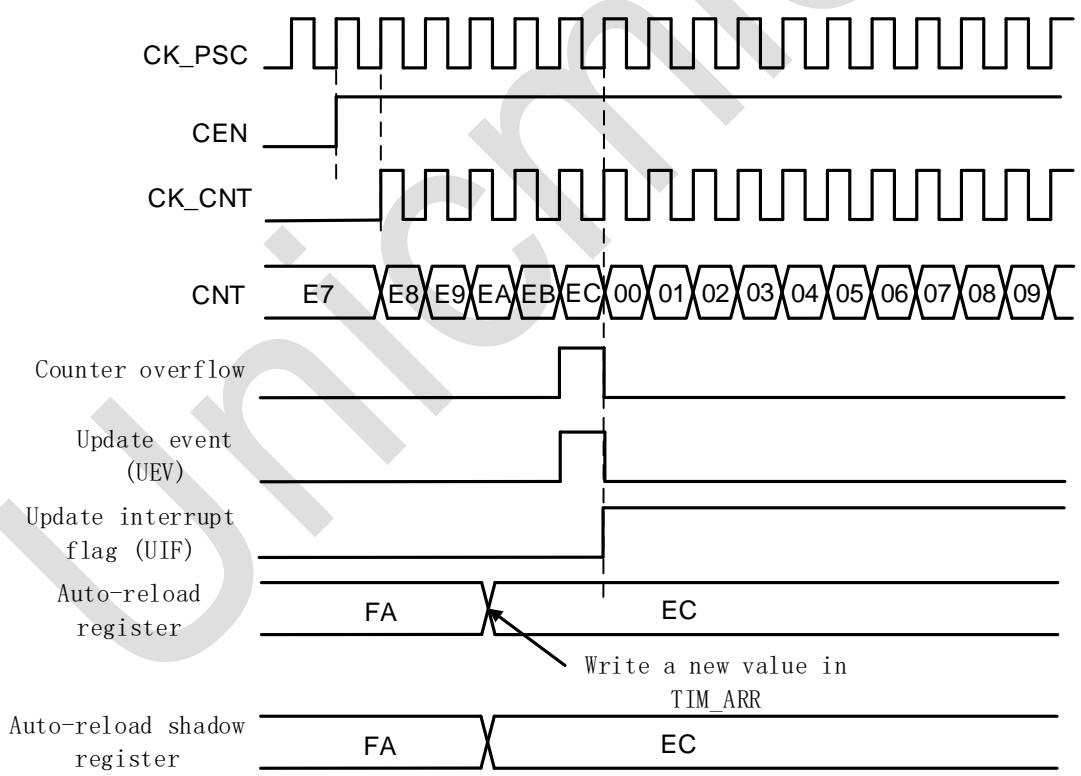 CK_PSC
CEN
CK_CNT
CNT
E7 E8 E9 EA EB EC 00 01 02 03 04 05 06 07 08 09
Counter overflow
Update event
(UEV)
Update interrupt
flag (UIF)
Auto-reload
register
FA EC
Write a new value in
TIM_ARR
Auto-reload shadow
register
FA EC
Unicmi